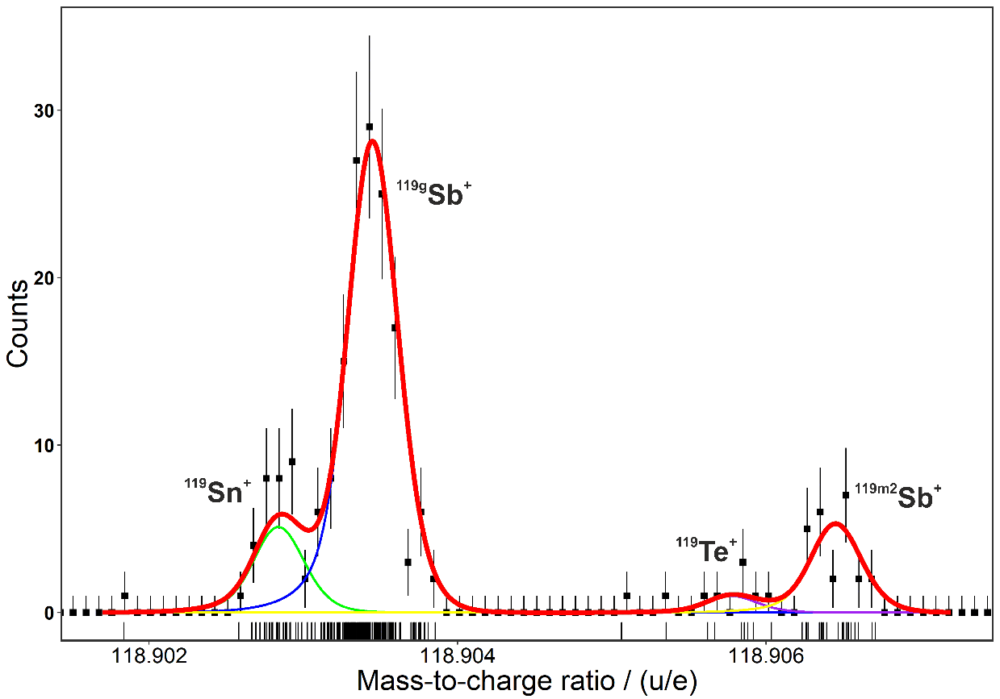 30
20
10
0
Counts
119gSb+
119Sn+
119Te+
119m2Sb+
118.902
118.904
118.906
Mass-to-charge ratio / (u/e)